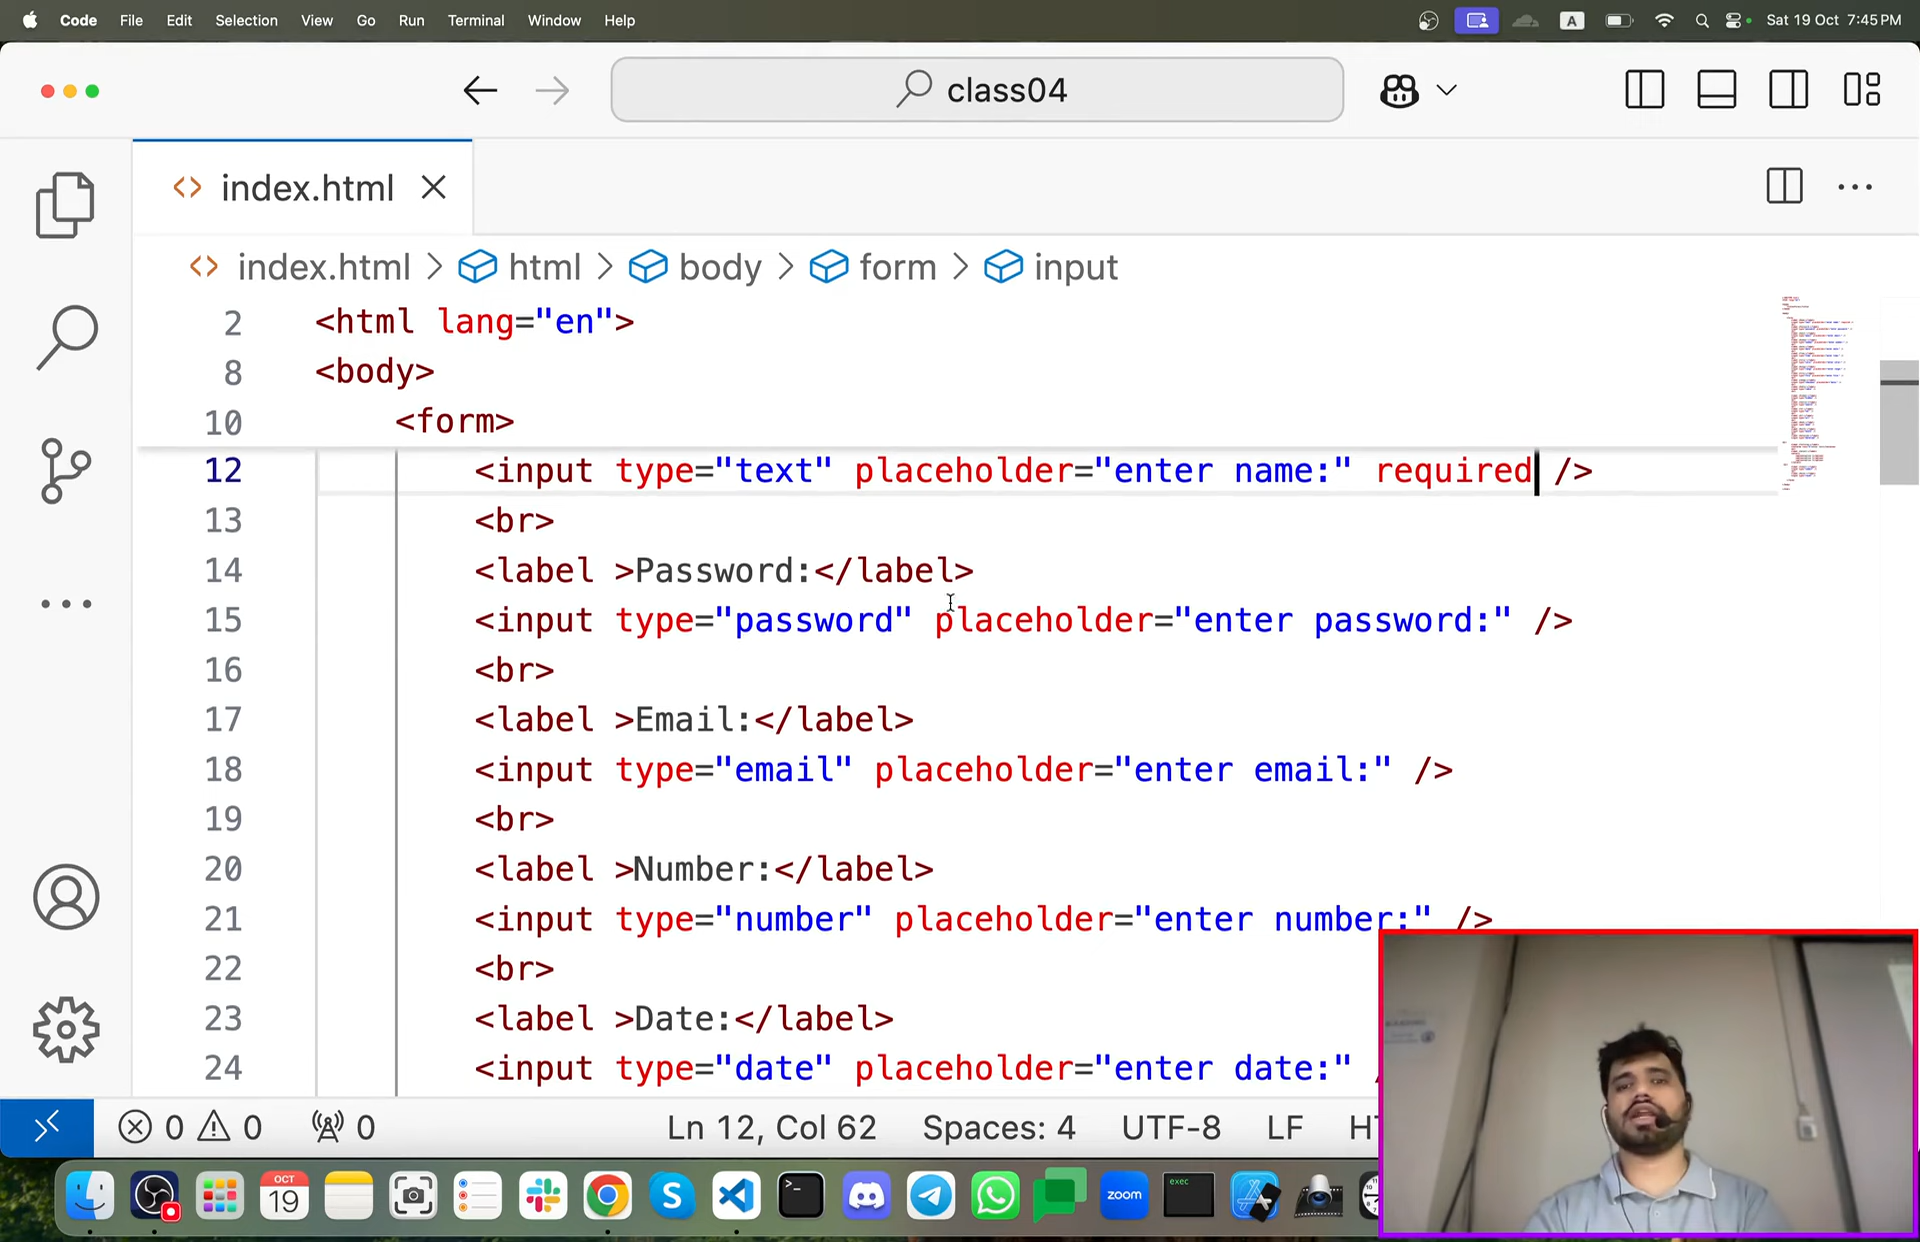 Code File Edit Selection View Go Run Terminal Window Help A Sat 19 Oct 7:45 PM
class04
index.html
index.html > html > body > form > input
2 <html lang="en">
8 <body>
10 <form>
12 <input type="text" placeholder="enter name:" required />
13 <br>
14 <label >Password:</label>
15 <input type="password" placeholder="enter password:" />
16 <br>
17 <label >Email:</label>
18 <input type="email" placeholder="enter email:" />
19 <br>
20 <label >Number:</label>
21 <input type="number" placeholder="enter number:" />
22 <br>
23 <label >Date:</label>
24 <input type="date" placeholder="enter date:"
0 0 0 Ln 12, Col 62 Spaces: 4 UTF-8 LF
OCT
19
S
zoom
exec